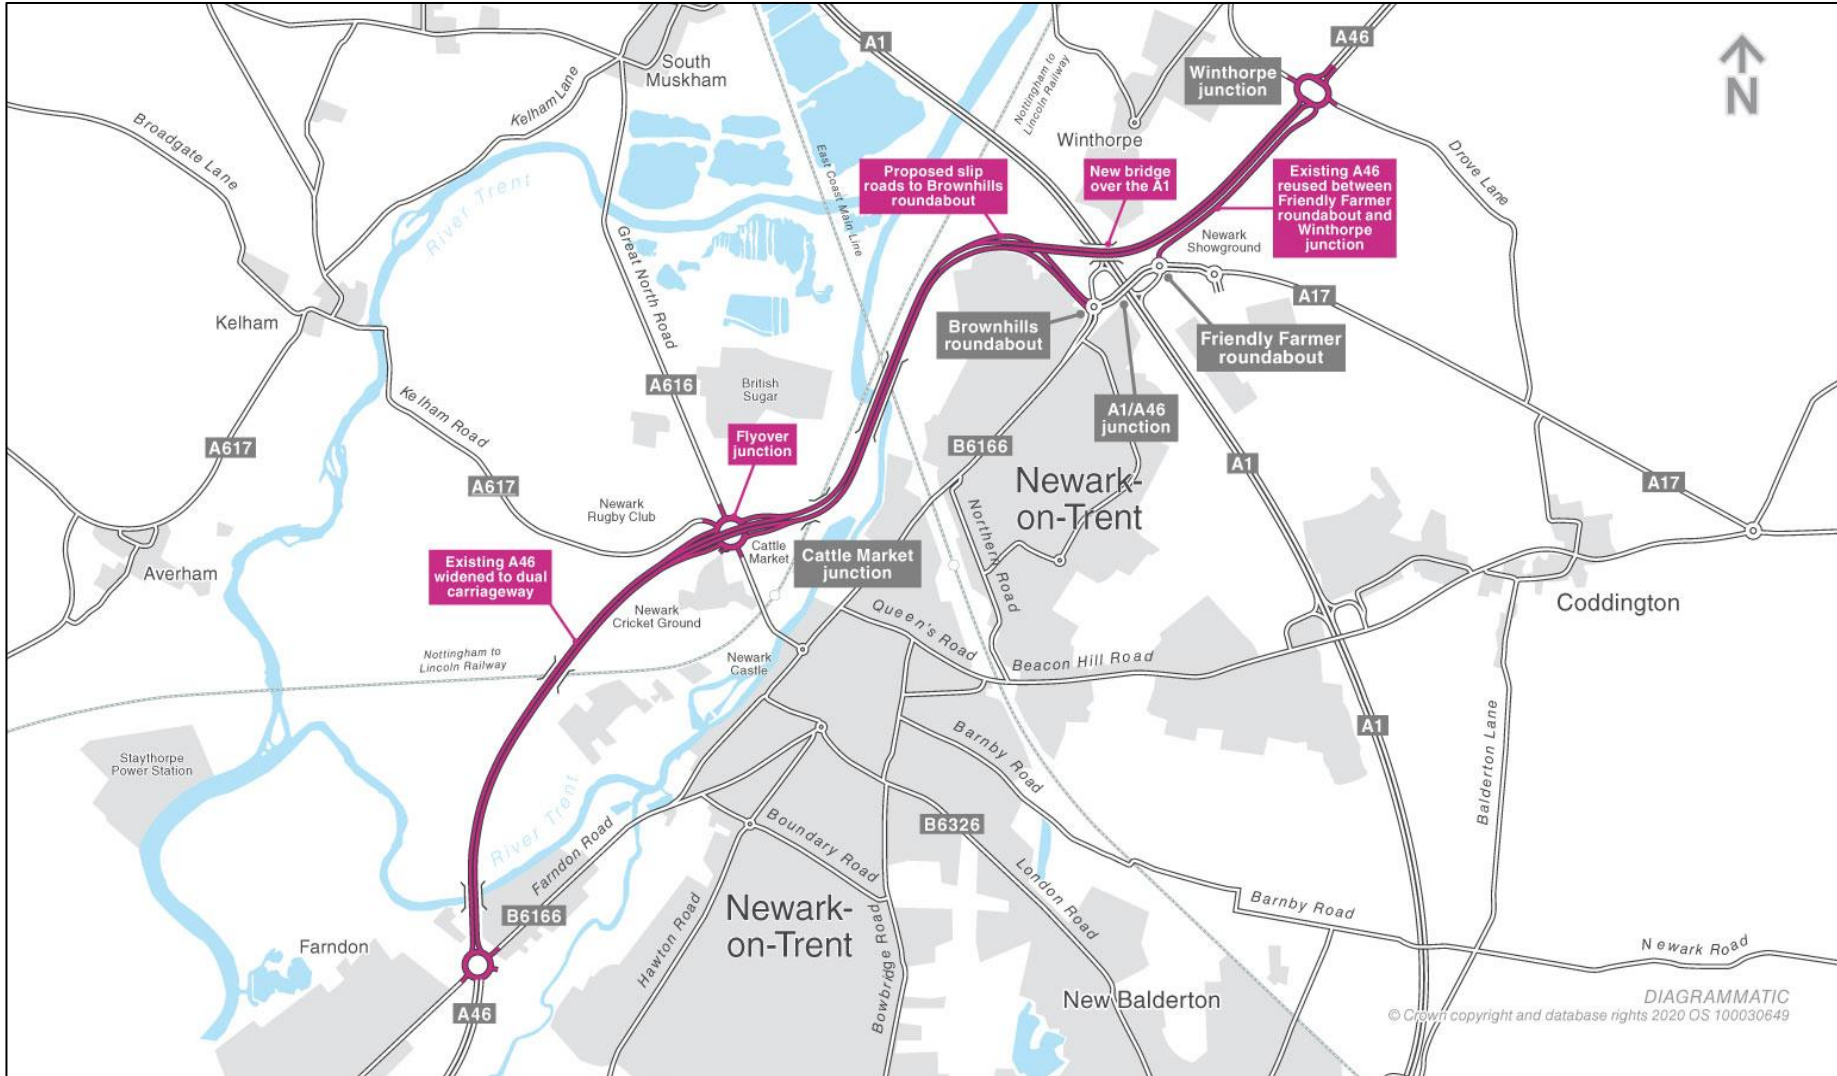 A1
A46
South
Muskham
Winthorpe
junction
N
Kelham Lane
Nottingham to
Lincoln Railway
Broadgate Lane
Winthorpe
East Coast Main Line
Drove Lane
Proposed slip
roads to Brownhills
roundabout
New bridge
over the A1
Existing A46
reused between
Friendly Farmer
roundabout and
Winthorpe
junction
River Trent
Great North Road
Newark
Showground
A17
Kelham
Brownhills
roundabout
Friendly Farmer
roundabout
A616
British
Sugar
Kelham Road
A1/A46
junction
A617
Flyover
junction
B6166
A1
A617
Newark-
on-Trent
A17
Newark
Rugby Club
Northern Road
Cattle
Market
Cattle Market
junction
Existing A46
widened to dual
carriageway
Averham
Newark
Cricket Ground
Queen's Road
Coddington
Nottingham to
Lincoln Railway
Newark
Castle
Beacon Hill Road
A1
Staythorpe
Power Station
Barnby Road
Balderton Lane
River Trent
Farndon Road
Boundary Road
B6326
London Road
B6166
Newark-
on-Trent
Barnby Road
Farndon
Hawton Road
Bowbridge Road
Newark Road
A46
New Balderton
DIAGRAMMATIC
© Crown copyright and database rights 2020 OS 100030649